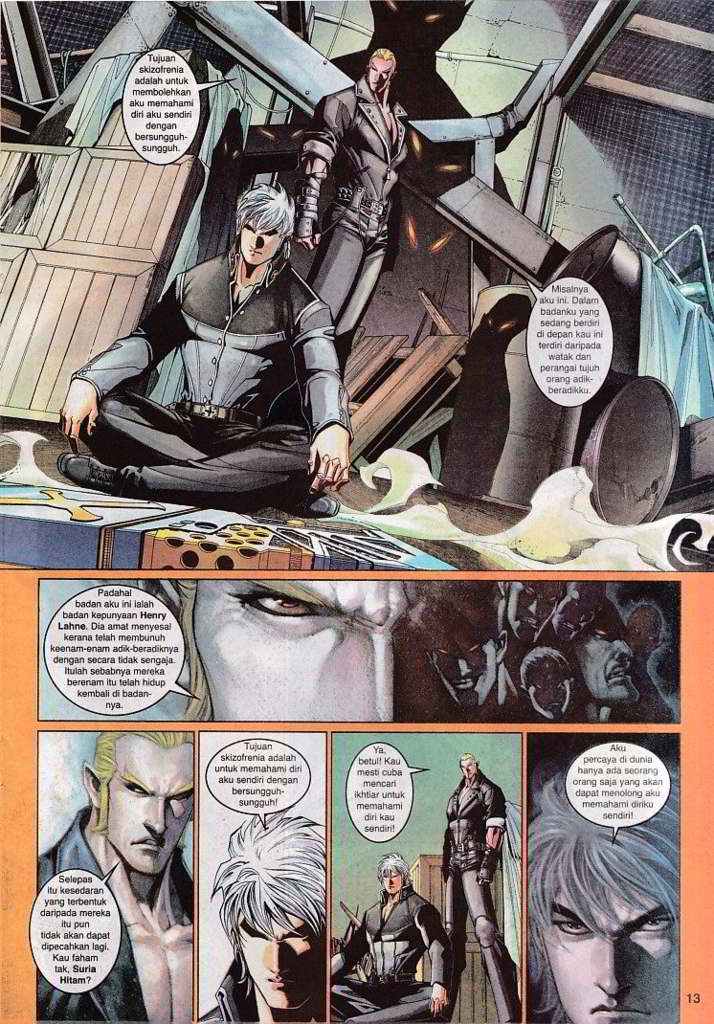 Tujuan
skizofrenia
adalah untuk
membolehkan
aku memahami
diri aku sendiri
dengan
bersungguh-
sungguh.
Misalnya
aku ini. Dalam
badanku yang
sedang berdiri
di depan kau ini
terdiri daripada
watak dan
perangai tujuh
orang adik-
beradikku.
Padahal
badan aku ini ialah
badan kepunyaan Henry
Lahne. Dia amat menyesal
kerana telah membunuh
keenam-enam adik-beradiknya
dengan secara tidak sengaja.
Itulah sebabnya mereka
berenam itu telah hidup
kembali di badan-
nya.
Selepas
itu kesedaran
yang terbentuk
daripada mereka
itu pun
tidak akan dapat
dipecahkan lagi.
Kau faham
tak, Suria
Hitam?
Tujuan
skizofrenia adalah
untuk memahami diri
aku sendiri dengan
bersungguh-
sungguh!
Ya,
betul! Kau
mesti cuba
mencari
ikhtiar untuk
memahami
diri kau
sendiri!
Aku
percaya di dunia
hanya ada seorang
orang saja yang akan
dapat menolong aku
memahami diriku
sendiri!
13